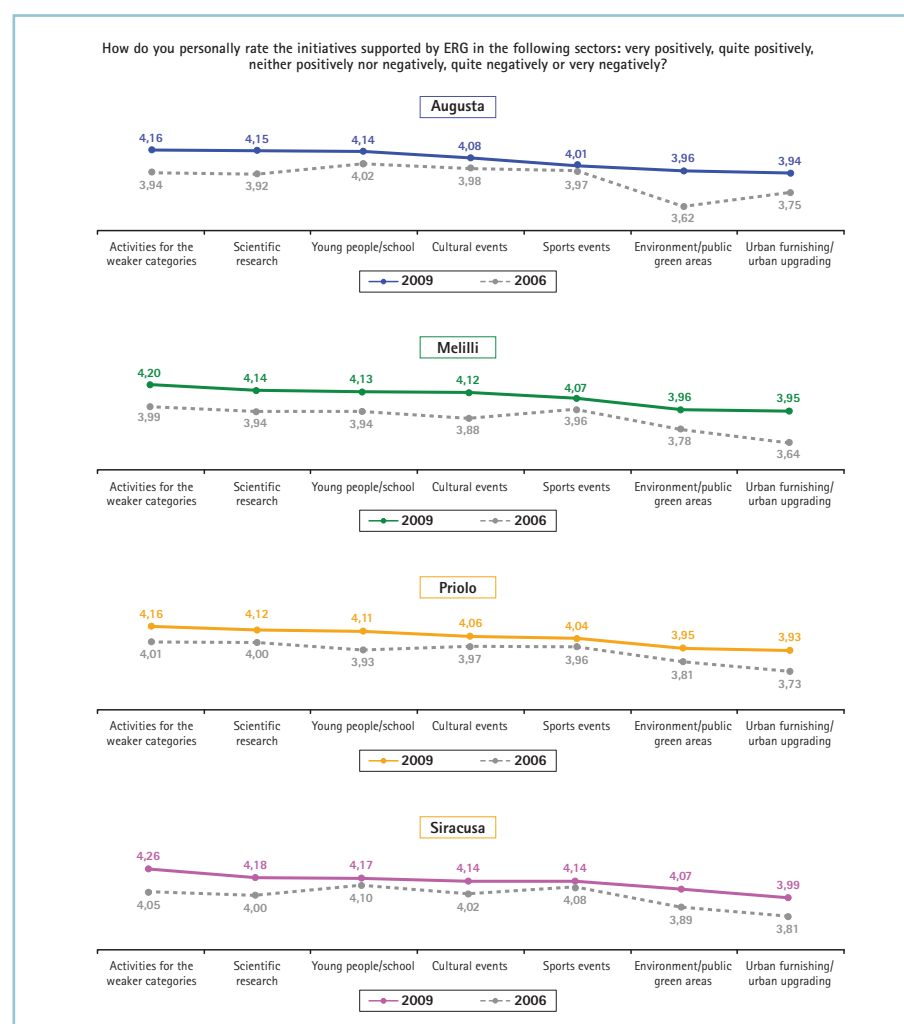 How do you personally rate the initiatives supported by ERG in the following sectors: very positively, quite positively,
neither positively nor negatively, quite negatively or very negatively?
Augusta
4,16 4,15 4,14 4,08 4,01 3,96 3,94
3,94 3,92 4,02 3,98 3,97 3,62 3,75
Activities for the Scientific Young people/school Cultural events Sports events Environment/public Urban furnishing/
weaker categories research green areas urban upgrading
2009 2006
Melilli
4,20 4,14 4,13 4,12 4,07 3,96 3,95
3,99 3,94 3,94 3,88 3,96 3,78 3,64
Activities for the Scientific Young people/school Cultural events Sports events Environment/public Urban furnishing/
weaker categories research green areas urban upgrading
2009 2006
Priolo
4,16 4,12 4,11 4,06 4,04 3,95 3,93
4,01 4,00 3,93 3,97 3,96 3,81 3,73
Activities for the Scientific Young people/school Cultural events Sports events Environment/public Urban furnishing/
weaker categories research green areas urban upgrading
2009 2006
Siracusa
4,26 4,18 4,17 4,14 4,14 4,07 3,99
4,05 4,00 4,10 4,02 4,08 3,89 3,81
Activities for the Scientific Young people/school Cultural events Sports events Environment/public Urban furnishing/
weaker categories research green areas urban upgrading
2009 2006